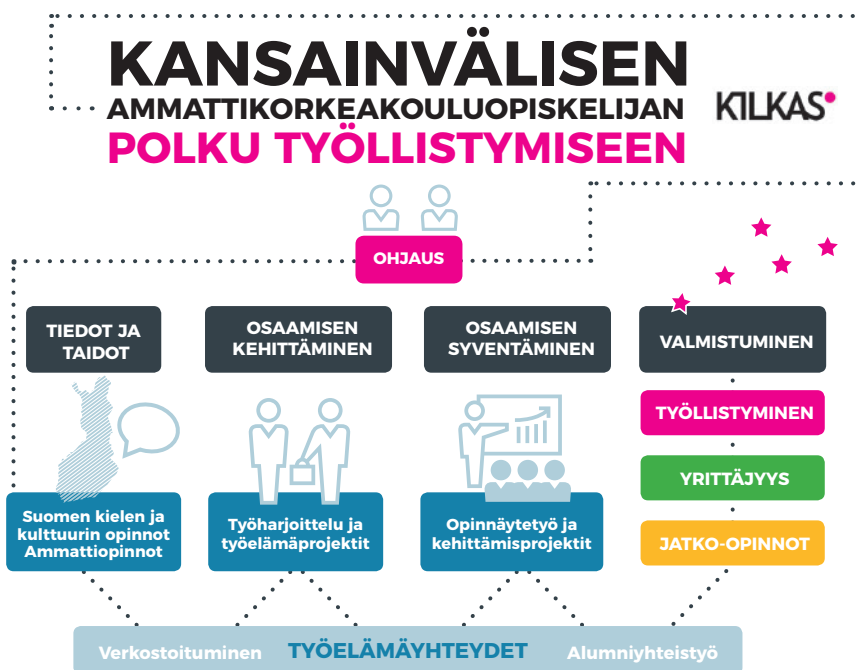 KANSAINVÄLISEN
AMMATTIKORKEAKOULUOPISKELIJAN
POLKU TYÖLLISTYMISEEN
KILKAS
OHJAUS
TIEDOT JA
TAIDOT
OSAAMISEN
KEHITTÄMINEN
OSAAMISEN
SYVENTÄMINEN
VALMISTUMINEN
TYÖLLISTYMINEN
YRITTÄJYYS
JATKO-OPINNOT
Suomen kielen ja
kulttuurin opinnot
Ammattiopinnot
Työharjoittelu ja
työelämäprojektit
Opinnäytetyö ja
kehittämisprojektit
Verkostoituminen TYÖELÄMÄYHTEYDET Alumniyhteistyö